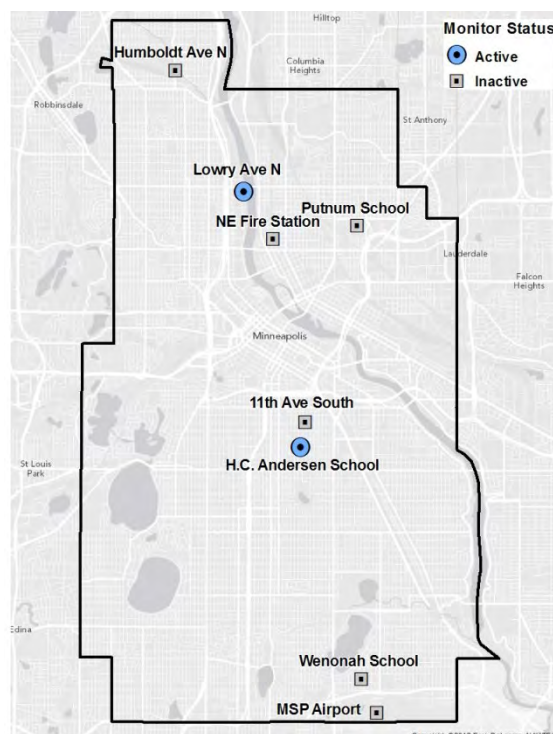 Hilltop
Monitor Status
Active
Inactive
Humboldt Ave N
Columbia
Heights
Robbinsdale
St Anthony
Lowry Ave N
Putnum School
NE Fire Station
Lauderdale
Falcon
Heights
Minneapolis
11th Ave South
H.C. Andersen School
St Louis
Park
Edina
Wenonah School
MSP Airport